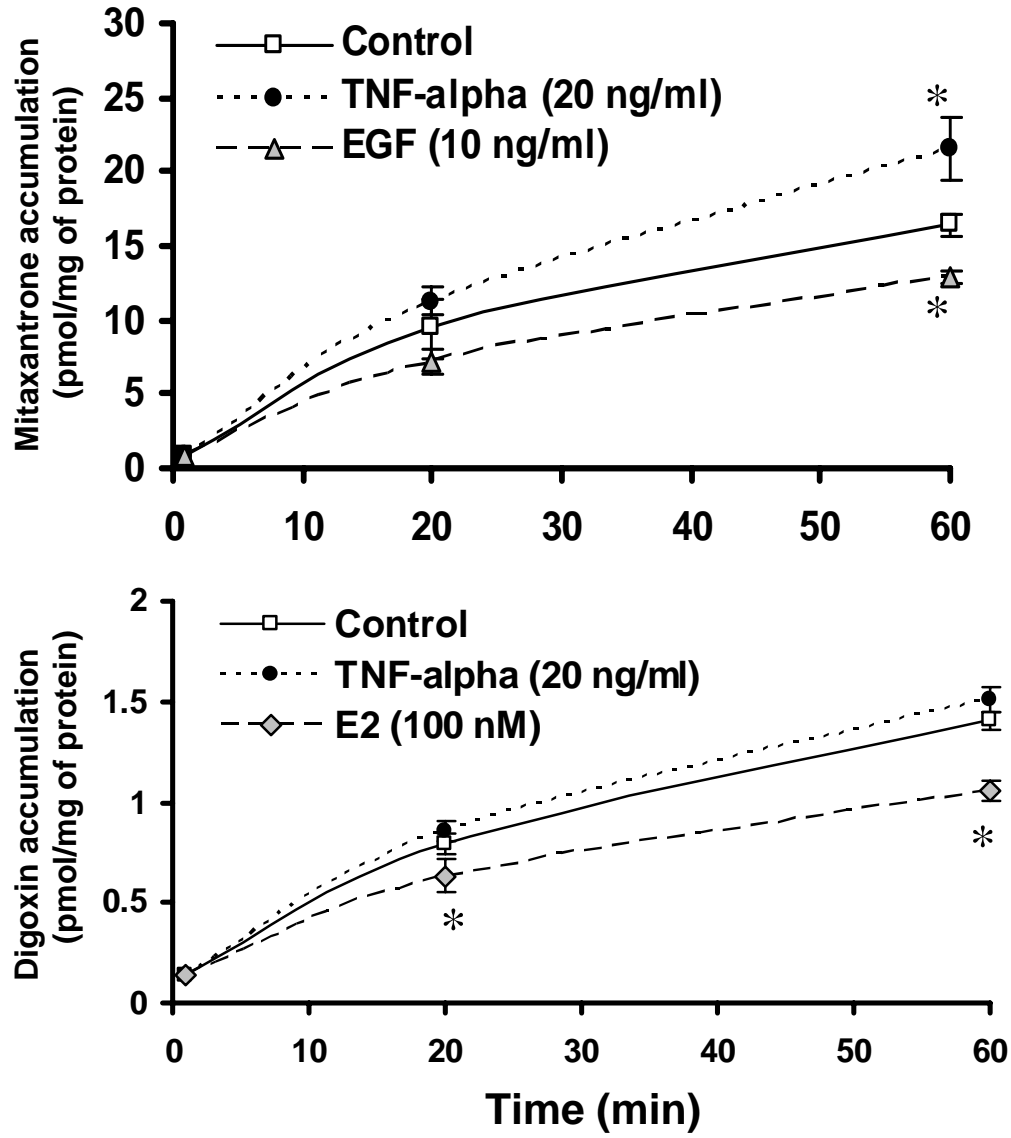 Mitaxantrone accumulation
(pmol/mg of protein)
30
25
20
15
10
5
0
Control
TNF-alpha (20 ng/ml)
EGF (10 ng/ml)
*
*
0 10 20 30 40 50 60
Digoxin accumulation
(pmol/mg of protein)
2
1.5
1
0.5
0
Control
TNF-alpha (20 ng/ml)
E2 (100 nM)
*
*
0 10 20 30 40 50 60
Time (min)